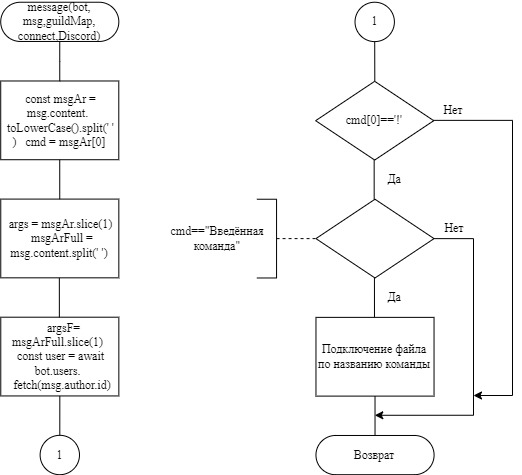 message(bot,
msg,guildMap,
connect,Discord)
const msgAr =
msg.content.
toLowerCase().split(' '
) cmd = msgAr[0]
args = msgAr.slice(1)
msgArFull =
msg.content.split(' ')
argsF=
msgArFull.slice(1)
const user = await
bot.users.
fetch(msg.author.id)
1
1
cmd[0]=='!'
Нет
Да
cmd=="Введённая
команда"
Нет
Да
Подключение файла
по названию команды
Возврат